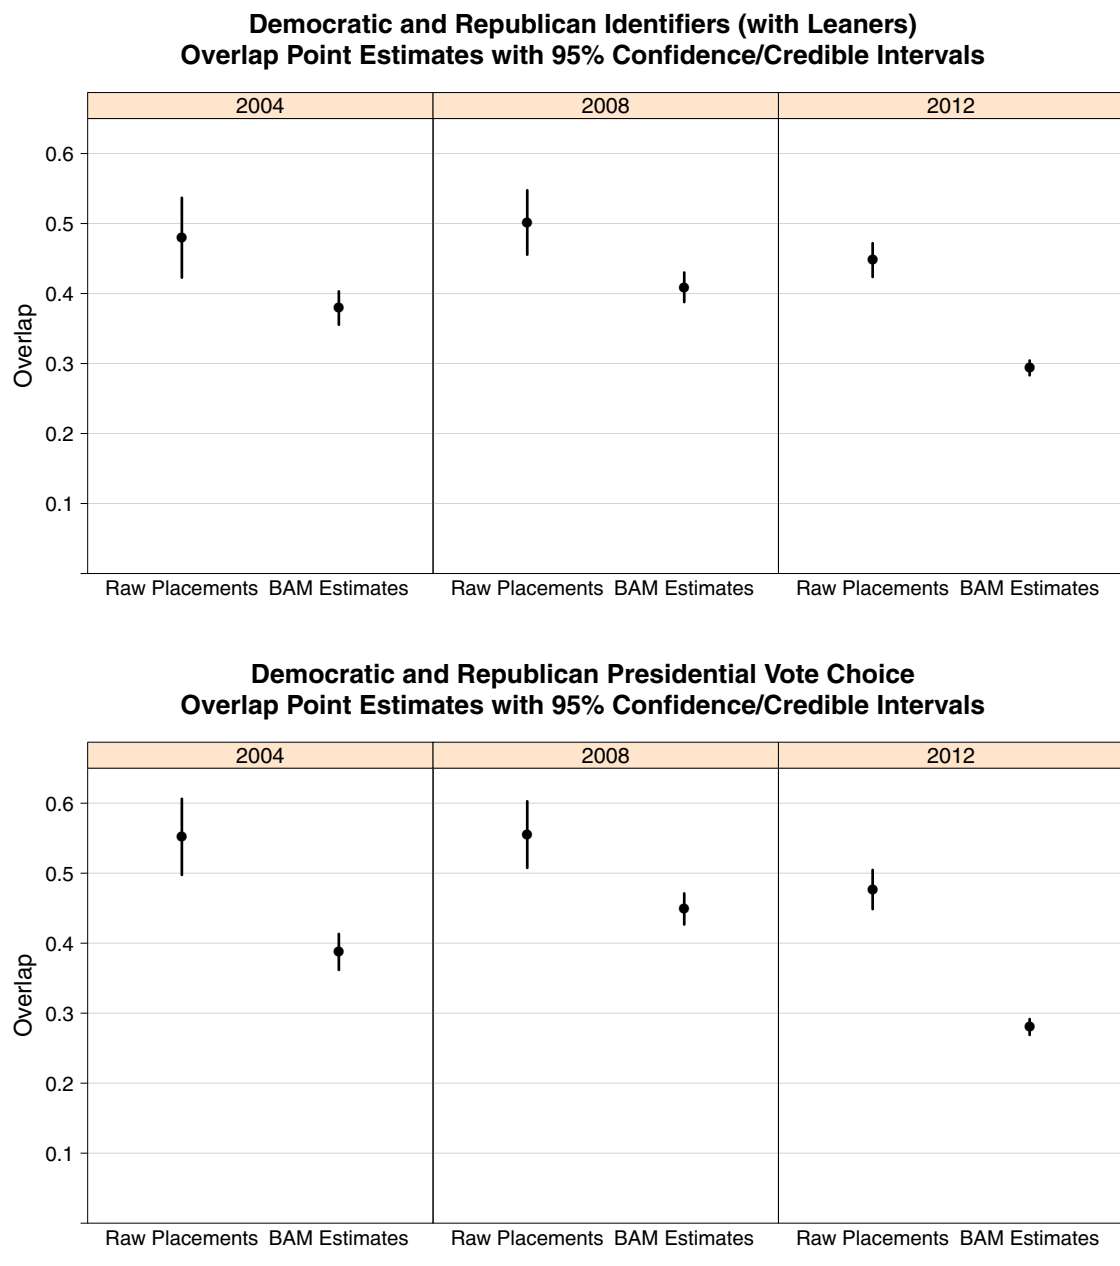 Democratic and Republican Identifiers (with Leaners)
Overlap Point Estimates with 95% Confidence/Credible Intervals
2004 2008 2012
0.6
0.5
0.4
0.3
0.2
0.1
Overlap
Raw Placements BAM Estimates Raw Placements BAM Estimates Raw Placements BAM Estimates
Democratic and Republican Presidential Vote Choice
Overlap Point Estimates with 95% Confidence/Credible Intervals
2004 2008 2012
0.6
0.5
0.4
0.3
0.2
0.1
Overlap
Raw Placements BAM Estimates Raw Placements BAM Estimates Raw Placements BAM Estimates